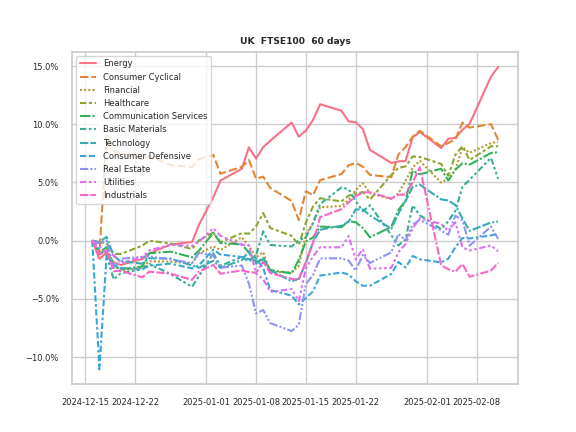 UK FTSE100 60 days
15.0%
10.0%
5.0%
0.0%
−5.0%
−10.0%
Energy
Consumer Cyclical
Financial
Healthcare
Communication Services
Basic Materials
Technology
Consumer Defensive
Real Estate
Utilities
Industrials
2024-12-15 2024-12-22 2025-01-01 2025-01-08 2025-01-15 2025-01-22 2025-02-01 2025-02-08